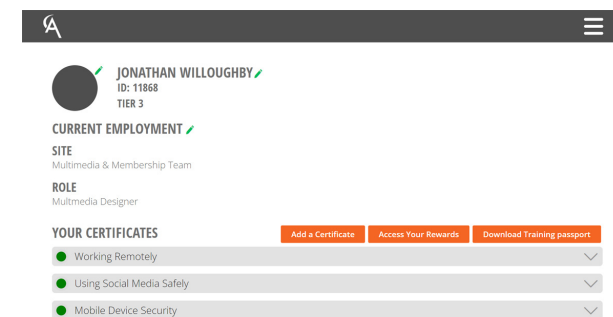 JONATHAN WILLOUGHBY
ID: 11868
TIER 3
CURRENT EMPLOYMENT
SITE
Multimedia & Membership Team
ROLE
Multmedia Designer
YOUR CERTIFICATES
Add a Certificate
Access Your Rewards
Download Training passport
Working Remotely
Using Social Media Safely
Mobile Device Security